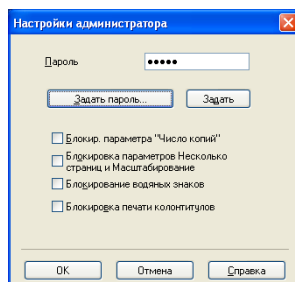 Настройки администратора
Пароль
Задать пароль...
Задать
Блокир. параметра "Число копий"
Блокировка параметров Несколько
страниц и Масштабирование
Блокирование водяных знаков
Блокировка печати колонтитулов
OK
Отмена
Справка